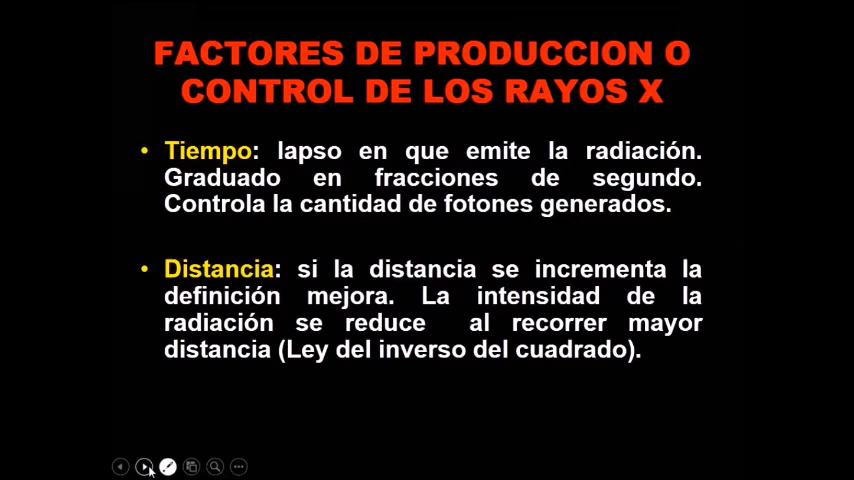 FACTORES DE PRODUCCION O
CONTROL DE LOS RAYOS X
• Tiempo: lapso en que emite la radiación.
Graduado en fracciones de segundo.
Controla la cantidad de fotones generados.
• Distancia: si la distancia se incrementa la
definición mejora. La intensidad de la
radiación se reduce al recorrer mayor
distancia (Ley del inverso del cuadrado).